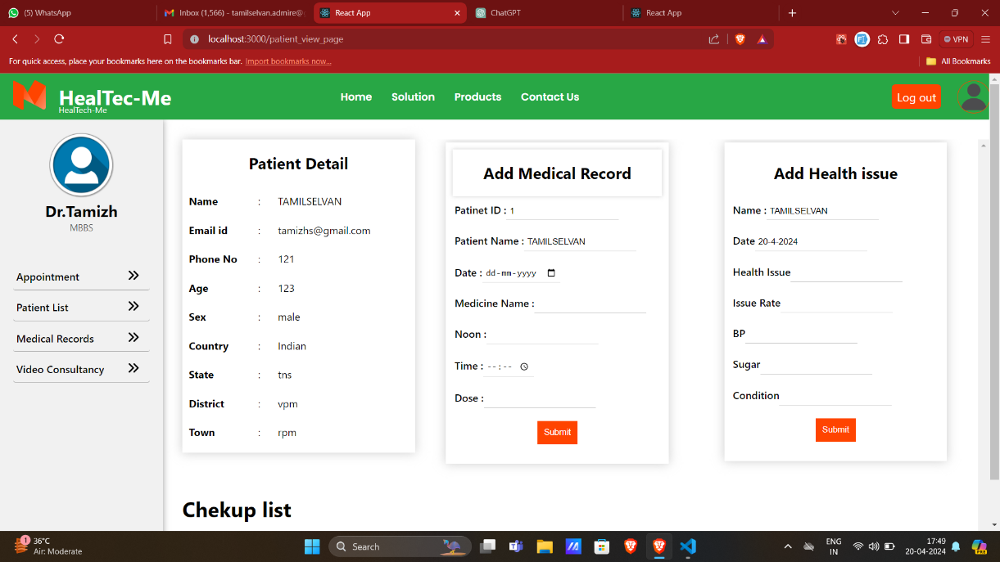 (5) WhatsApp
Inbox (1,566) - tamilselvan.admire@g
React App
ChatGPT
React App
localhost:3000/patient_view_page
VPN
For quick access, place your bookmarks here on the bookmarks bar. Import bookmarks now...
All Bookmarks
HealTec-Me
HealTech-Me
Home
Solution
Products
Contact Us
Log out
Dr.Tamizh
MBBS
Appointment
Patient List
Medical Records
Video Consultancy
Patient Detail
Name : TAMILSELVAN
Email id : tamizhs@gmail.com
Phone No : 121
Age : 123
Sex : male
Country : Indian
State : tns
District : vpm
Town : rpm
Add Medical Record
Patinet ID : 1
Patient Name : TAMILSELVAN
Date : dd-mm-yyyy
Medicine Name :
Noon :
Time : --:--
Dose :
Submit
Add Health issue
Name : TAMILSELVAN
Date 20-4-2024
Health Issue
Issue Rate
BP
Sugar
Condition
Submit
Chekup list
1
36°C
Air: Moderate
Search
ENG
IN
17:49
20-04-2024
PRE